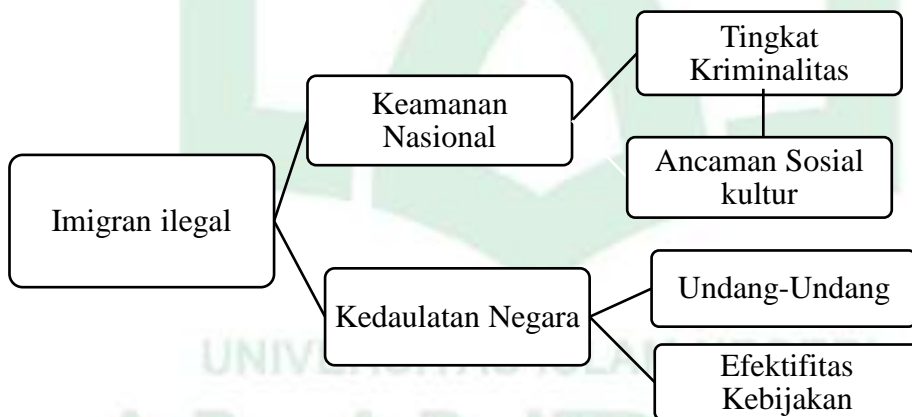 Tingkat
Kriminalitas
Keamanan
Nasional
Ancaman Sosial
kultur
Imigran ilegal
Undang-Undang
Kedaulatan Negara
Efektifitas
Kebijakan